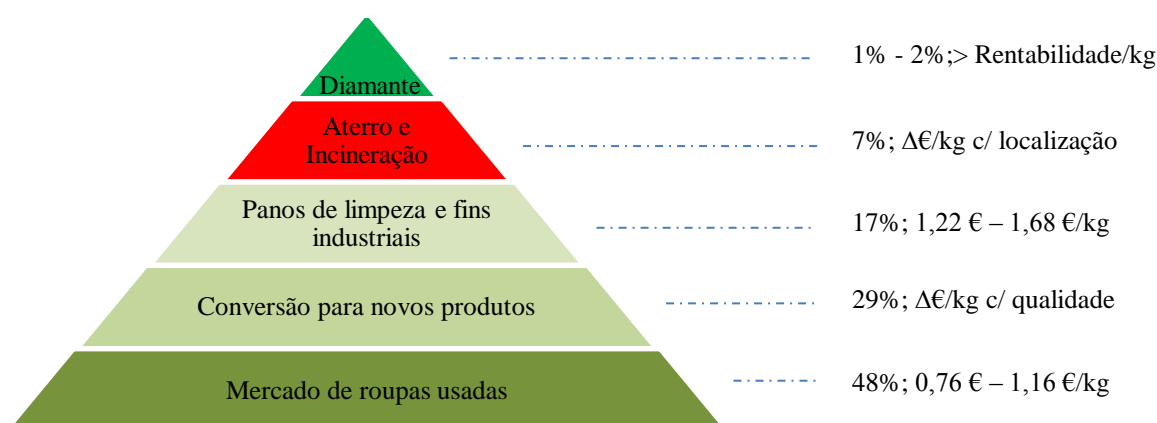 Diamante
1% - 2%;> Rentabilidade/kg
Aterro e
Incineração
7%; Δ€/kg c/ localização
Panos de limpeza e fins
industriais
17%; 1,22 € – 1,68 €/kg
Conversão para novos produtos
29%; Δ€/kg c/ qualidade
Mercado de roupas usadas
48%; 0,76 € – 1,16 €/kg